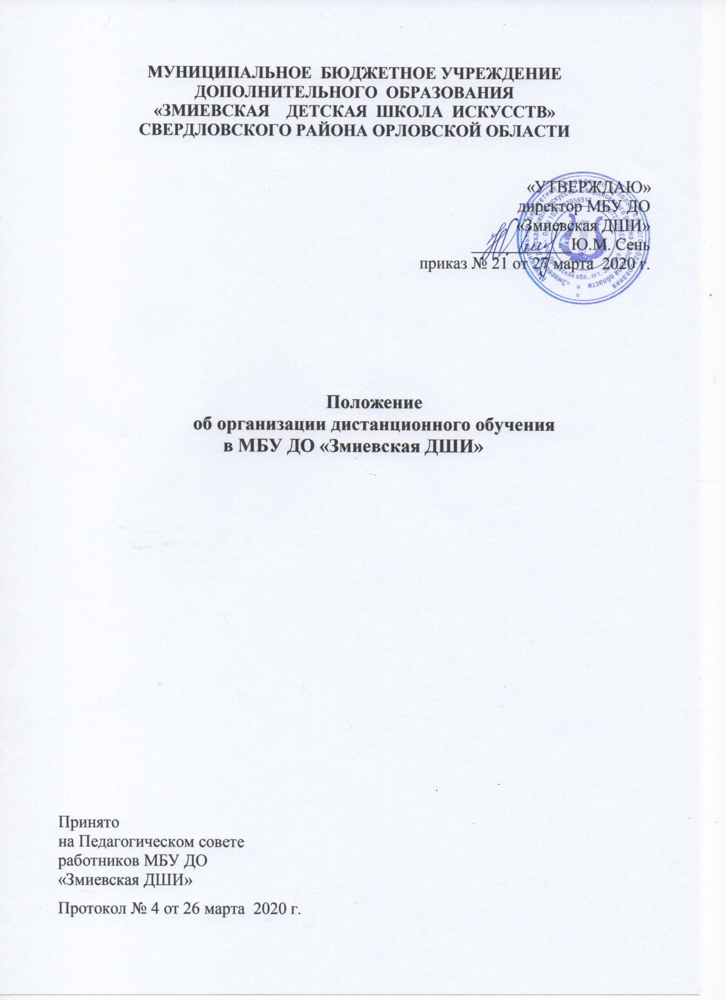 МУНИЦИПАЛЬНОЕ БЮДЖЕТНОЕ УЧРЕЖДЕНИЕ
ДОПОЛНИТЕЛЬНОГО ОБРАЗОВАНИЯ
«ЗМИЕВСКАЯ ДЕТСКАЯ ШКОЛА ИСКУССТВ»
СВЕРДЛОВСКОГО РАЙОНА ОРЛОВСКОЙ ОБЛАСТИ
«УТВЕРЖДАЮ»
директор МБУ ДО
«Змиевская ДШИ»
Ю.М. Сень
приказ № 21 от 27 марта 2020 г.
Положение
об организации дистанционного обучения
в МБУ ДО «Змиевская ДШИ»
Принято
на Педагогическом совете
работников МБУ ДО
«Змиевская ДШИ»
Протокол № 4 от 26 марта 2020 г.